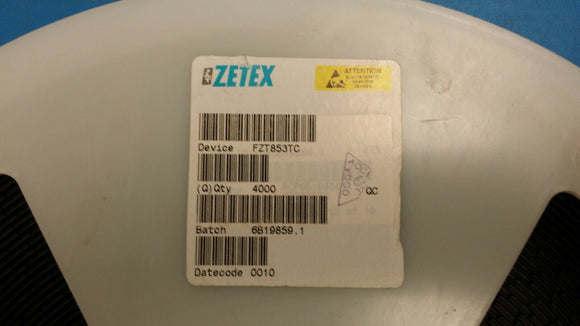 ZETEX
ATTENTION
Device FZT853TC
(Q)Qty 4000
QC
Batch 6B19859.1
Datecode 0010